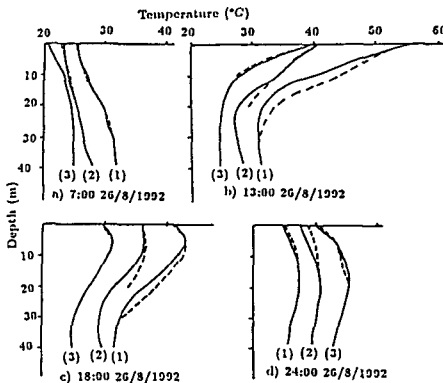 Temperature (°C)
20 30 40 20 30 40 50 60
10
20
30
40
(3) (2) (1)
a) 7:00 26/8/1992
(3) (2) (1)
b) 13:00 26/8/1992
Depth (m)
10
20
30
40
(3) (2) (1)
c) 18:00 26/8/1992
(1) (2) (3)
d) 24:00 26/8/1992